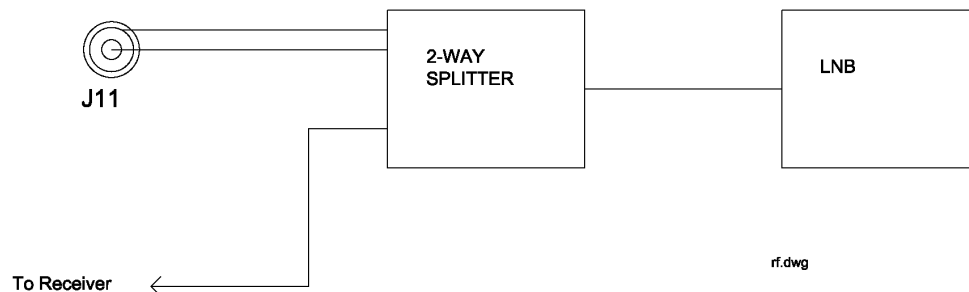 J11
2-WAY
SPLITTER
LNB
To Receiver
rf.dwg